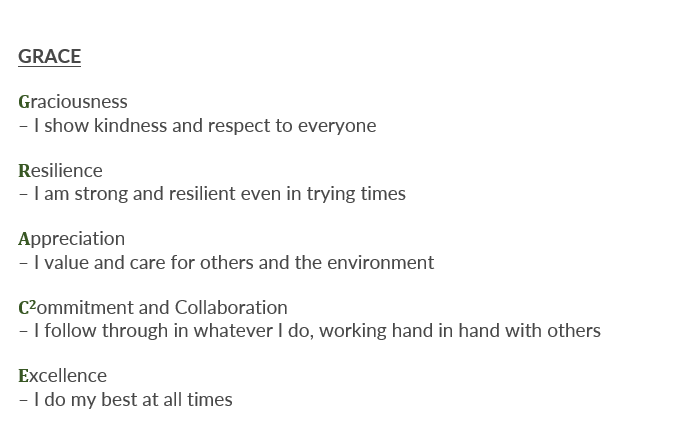 GRACE
Graciousness
– I show kindness and respect to everyone
Resilience
– I am strong and resilient even in trying times
Appreciation
– I value and care for others and the environment
C²ommitment and Collaboration
– I follow through in whatever I do, working hand in hand with others
Excellence
– I do my best at all times